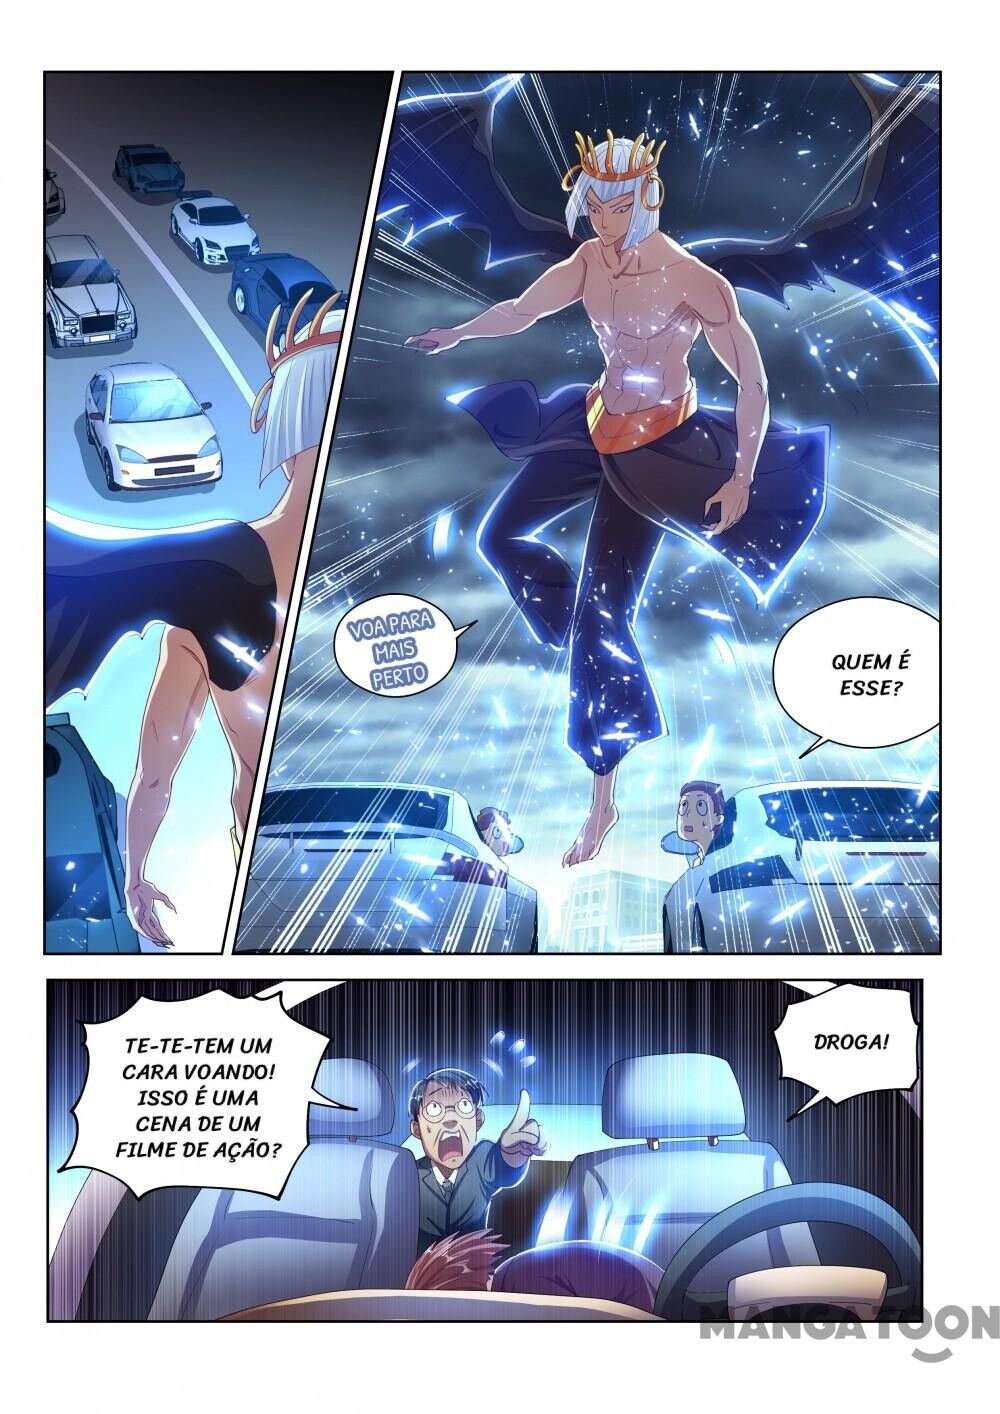 VOA PARA
MAIS
PERTO
QUEM É
ESSE?
TE-TE-TEM UM
CARA VOANDO!
ISSO É UMA
CENA DE UM
FILME DE AÇÃO?
DROGA!
MANGATOON